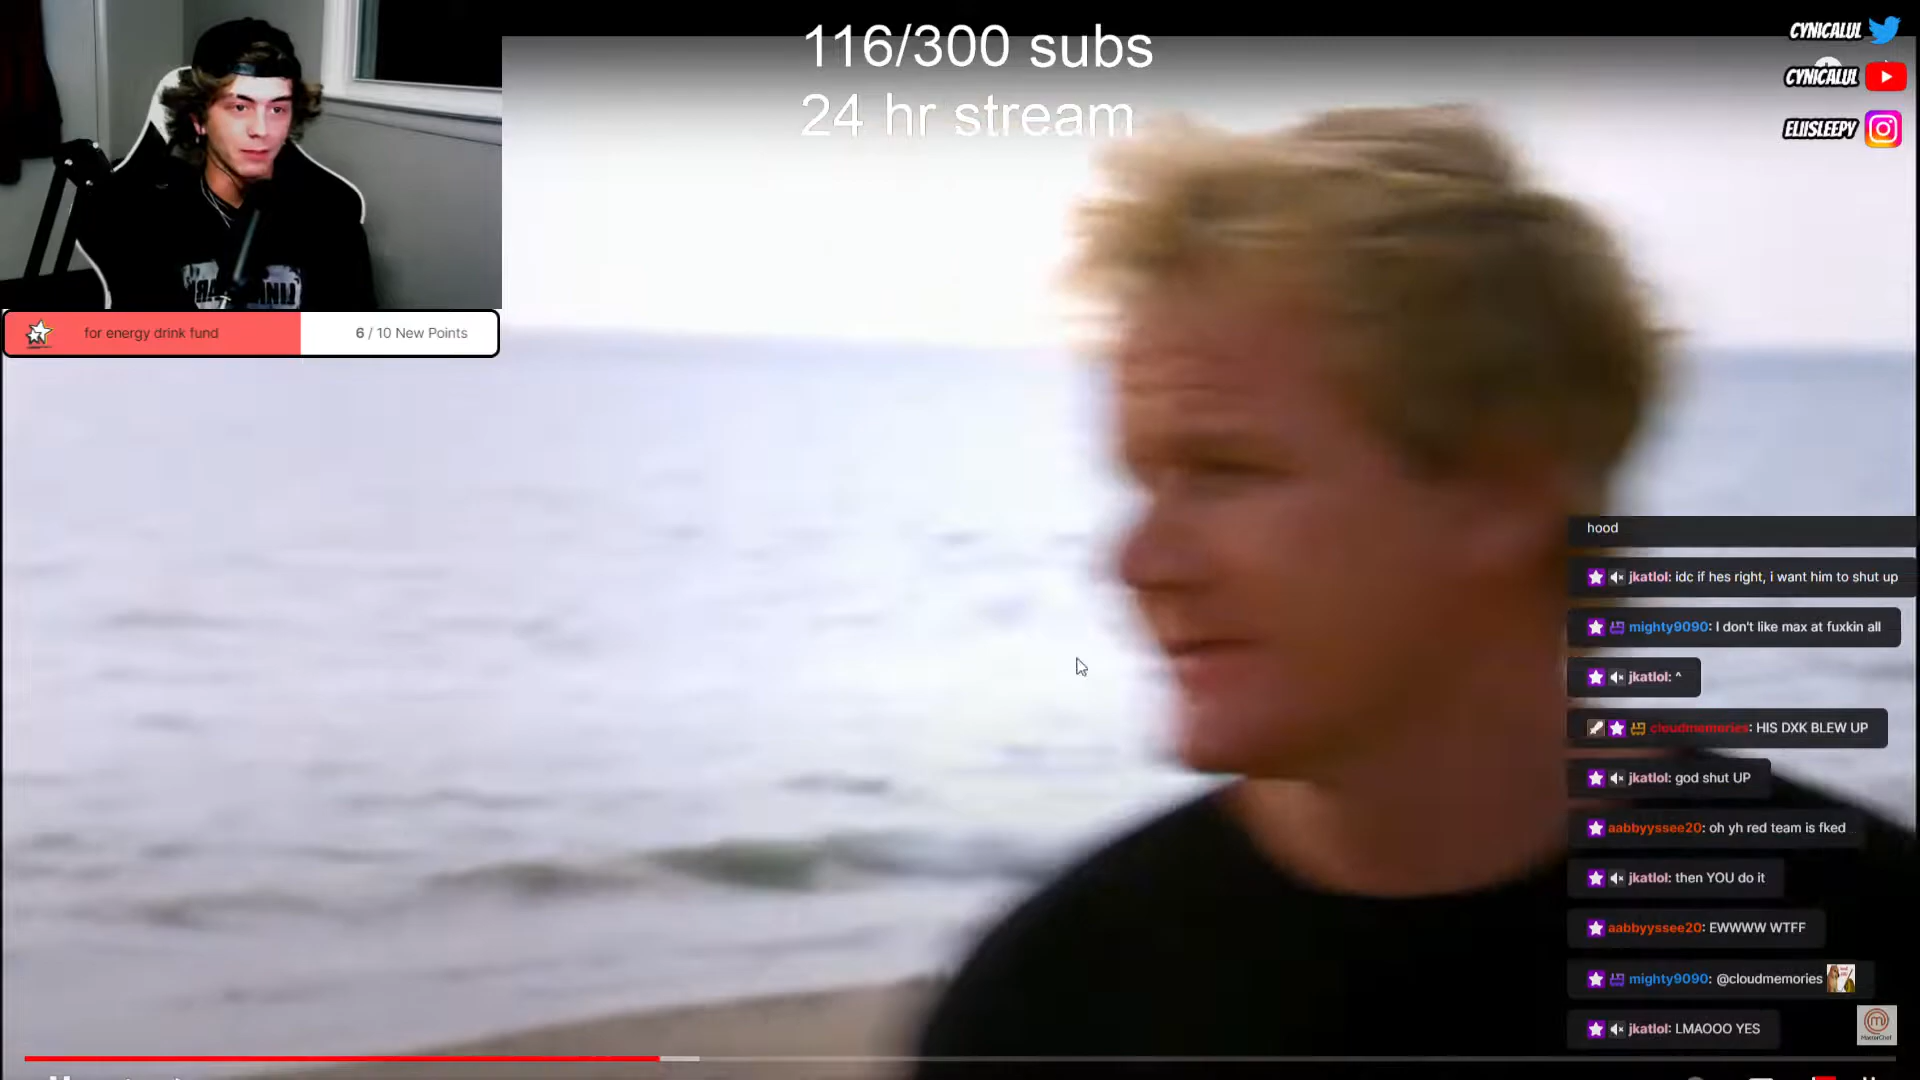 116/300 subs
24 hr stream
CYNICALUL
CYNICALUL
ELIISLEEPY
for energy drink fund
6 / 10 New Points
hood
jkatlol: idc if hes right, i want him to shut up
mighty9090: I don't like max at fuxkin all
jkatlol: ^
cloudmemories: HIS DXK BLEW UP
jkatlol: god shut UP
aabbyyssee20: oh yh red team is fked
jkatlol: then YOU do it
aabbyyssee20: EWWWW WTFF
mighty9090: @cloudmemories
jkatlol: LMAOOO YES
MasterChef